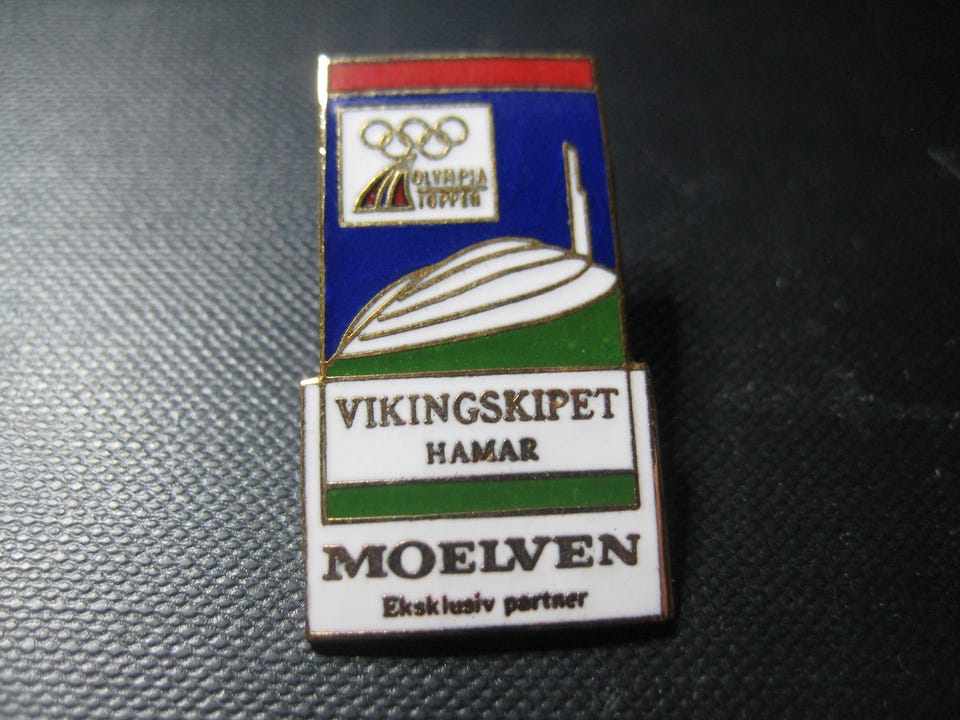 OLYMPIA
TOPPEN
VIKINGSKIPET
HAMAR
MOELVEN
Eksklusiv partner